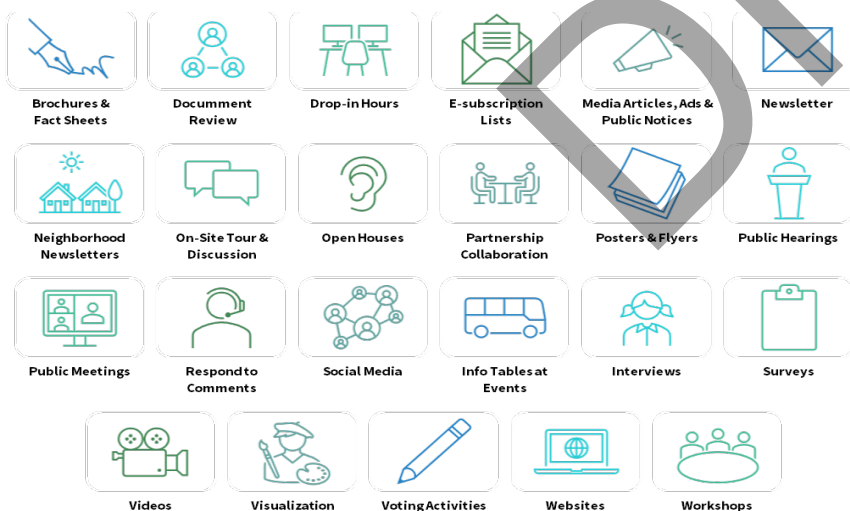 Brochures & Fact Sheets
Documment Review
Drop-in Hours
E-subscription Lists
Media Articles, Ads & Public Notices
Newsletter
Neighborhood Newsletters
On-Site Tour & Discussion
Open Houses
Partnership Collaboration
Posters & Flyers
Public Hearings
Public Meetings
Respond to Comments
Social Media
Info Tables at Events
Interviews
Surveys
Videos
Visualization
Voting Activities
Websites
Workshops